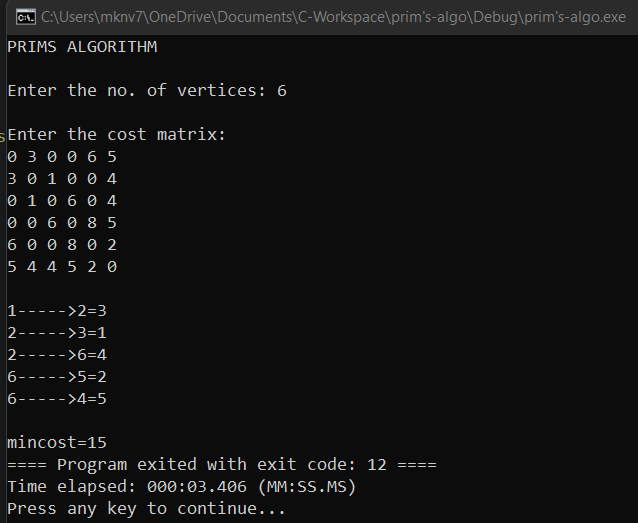 C:\Users\mknv7\OneDrive\Documents\C-Workspace\prim's-algo\Debug\prim's-algo.exe
PRIMS ALGORITHM
Enter the no. of vertices: 6
Enter the cost matrix:
0 3 0 0 6 5
3 0 1 0 0 4
0 1 0 6 0 4
0 0 6 0 8 5
6 0 0 8 0 2
5 4 4 5 2 0
1----->2=3
2----->3=1
2----->6=4
6----->5=2
6----->4=5
mincost=15
==== Program exited with exit code: 12 ====
Time elapsed: 000:03.406 (MM:SS.MS)
Press any key to continue...